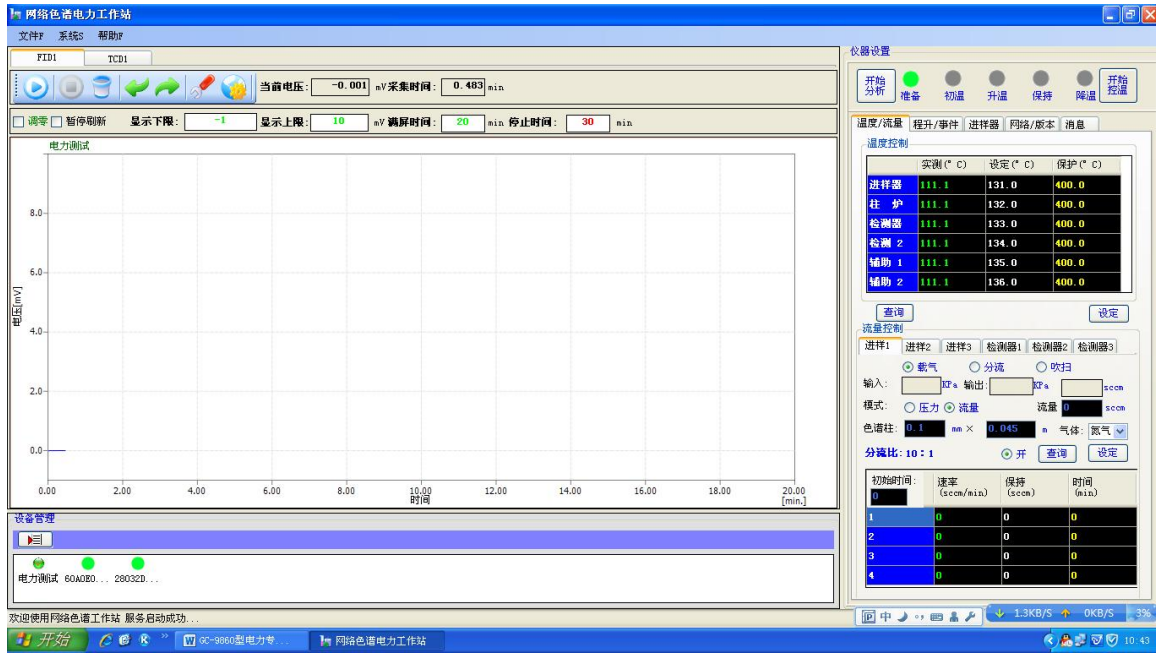 网络色谱电力工作站
文件F 系统S 帮助F
FID1 TCD1
当前电压: -0.001 mV 采集时间: 0.483 min
调零 暂停刷新 显示下限: -1 显示上限: 10 mV 满屏时间: 20 min 停止时间: 30 min
电力测试
8.0
6.0
电压[mV]
4.0
2.0
0.0
0.00 2.00 4.00 6.00 8.00 10.00 12.00 14.00 16.00 18.00 20.00
时间 [min.]
设备管理
电力测试 60A0E0... 28032D...
欢迎使用网络色谱工作站 服务启动成功...
仪器设置
开始分析 准备 初温 升温 保持 降温 开始控温
温度/流量 程升/事件 进样器 网络/版本 消息
温度控制
实测(° C) 设定(° C) 保护(° C)
进样器 111.1 131.0 400.0
柱 炉 111.1 132.0 400.0
检测器 111.1 133.0 400.0
检测 2 111.1 134.0 400.0
辅助 1 111.1 135.0 400.0
辅助 2 111.1 136.0 400.0
查询 设定
流量控制
进样1 进样2 进样3 检测器1 检测器2 检测器3
载气 分流 吹扫
输入: KPa 输出: KPa sccm
模式: 压力 流量 流量 0 sccm
色谱柱: 0.1 mm × 0.045 m 气体: 氮气
分流比: 10：1 开 查询 设定
初始时间: 速率 保持 时间
0 (sccm/min) (sccm) (min)
1 0 0 0
2 0 0 0
3 0 0 0
4 0 0 0
中 1.3KB/S 0KB/S 3%
开始 GC-9860型电力专... 网络色谱电力工作站 10:43